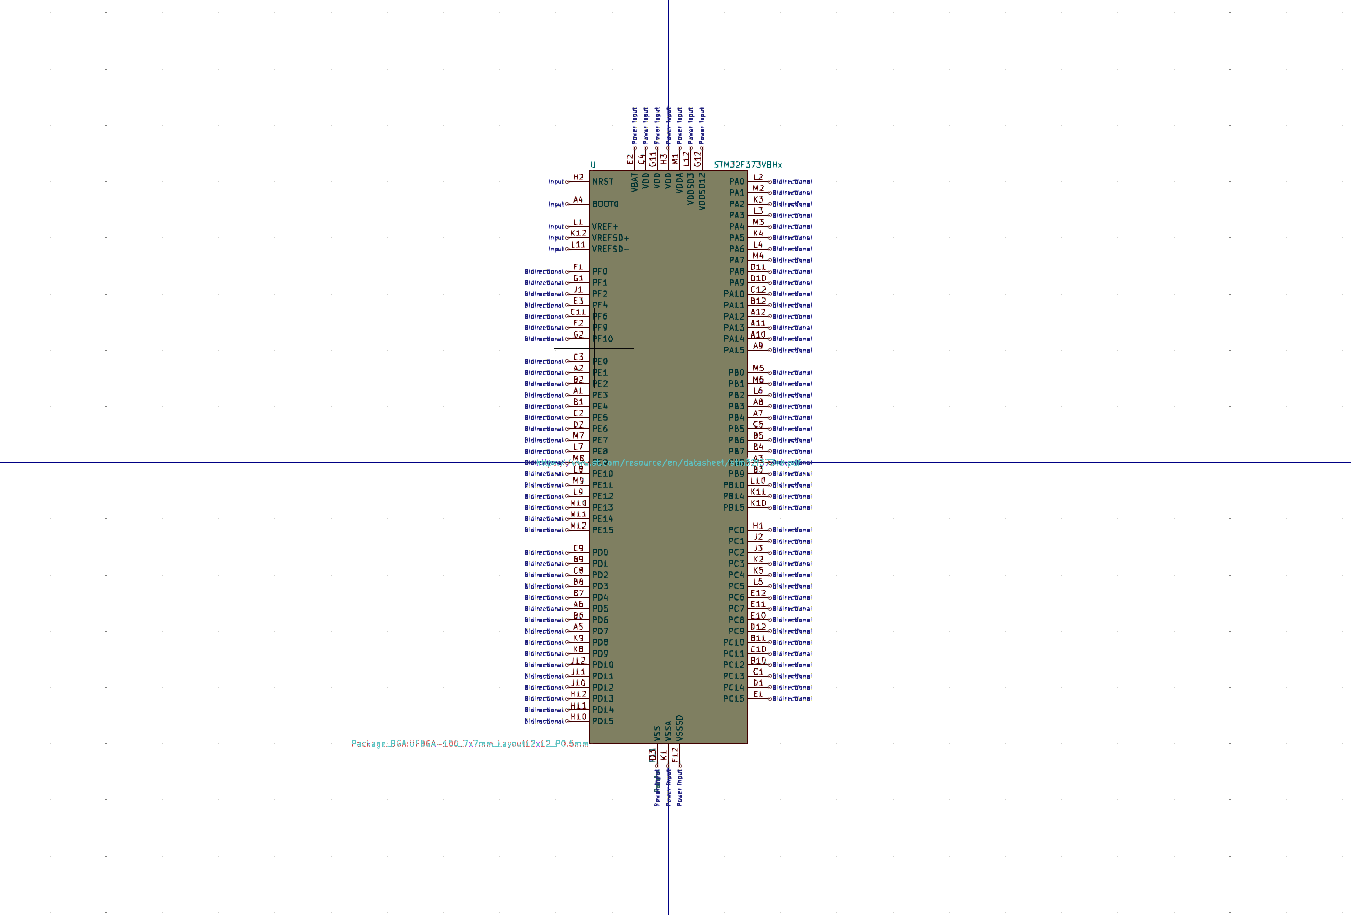 Power Input Power Input Power Input Power Input Power Input Power Input Power Input
E2 C4 G11 H3 M1 L12 G12
U STM32F373VBHx
VBAT VDD VDD VDD VDDA VDDSD3 VDDSD12
Input H2 NRST PA0 L2 Bidirectional
PA1 M2 Bidirectional
Input A4 BOOT0 PA2 K3 Bidirectional
PA3 L3 Bidirectional
Input L1 VREF+ PA4 M3 Bidirectional
Input K12 VREFSD+ PA5 K4 Bidirectional
Input L11 VREFSD- PA6 L4 Bidirectional
PA7 M4 Bidirectional
Bidirectional F1 PF0 PA8 D11 Bidirectional
Bidirectional G1 PF1 PA9 D10 Bidirectional
Bidirectional J1 PF2 PA10 C12 Bidirectional
Bidirectional E3 PF4 PA11 B12 Bidirectional
Bidirectional C11 PF6 PA12 A12 Bidirectional
Bidirectional F2 PF9 PA13 A11 Bidirectional
Bidirectional G2 PF10 PA14 A10 Bidirectional
PA15 A9 Bidirectional
Bidirectional C3 PE0
Bidirectional A2 PE1 PB0 M5 Bidirectional
Bidirectional B2 PE2 PB1 M6 Bidirectional
Bidirectional A1 PE3 PB2 L6 Bidirectional
Bidirectional B1 PE4 PB3 A8 Bidirectional
Bidirectional C2 PE5 PB4 A7 Bidirectional
Bidirectional D2 PE6 PB5 C5 Bidirectional
Bidirectional M7 PE7 PB6 B5 Bidirectional
Bidirectional L7 PE8 PB7 B4 Bidirectional
Bidirectional M8 A3 Bidirectional
Bidirectional L8 PE10 PB9 B3 Bidirectional
Bidirectional M9 PE11 PB10 L10 Bidirectional
Bidirectional L9 PE12 PB14 K11 Bidirectional
Bidirectional M10 PE13 PB15 K10 Bidirectional
Bidirectional M11 PE14
Bidirectional M12 PE15 PC0 H1 Bidirectional
PC1 J2 Bidirectional
Bidirectional C9 PD0 PC2 J3 Bidirectional
Bidirectional B9 PD1 PC3 K2 Bidirectional
Bidirectional C8 PD2 PC4 K5 Bidirectional
Bidirectional B8 PD3 PC5 L5 Bidirectional
Bidirectional B7 PD4 PC6 E12 Bidirectional
Bidirectional A6 PD5 PC7 E11 Bidirectional
Bidirectional B6 PD6 PC8 E10 Bidirectional
Bidirectional A5 PD7 PC9 D12 Bidirectional
Bidirectional K9 PD8 PC10 B11 Bidirectional
Bidirectional K8 PD9 PC11 C10 Bidirectional
Bidirectional J12 PD10 PC12 B10 Bidirectional
Bidirectional J11 PD11 PC13 C1 Bidirectional
Bidirectional J10 PD12 PC14 D1 Bidirectional
Bidirectional H12 PD13 PC15 E1 Bidirectional
Bidirectional H11 PD14
Bidirectional H10 PD15
VSS VSSA VSSSD
Package_BGA:UFBGA-100_7x7mm_Layout12x12_P0.5mm
K1 F12
Power Input Power Input